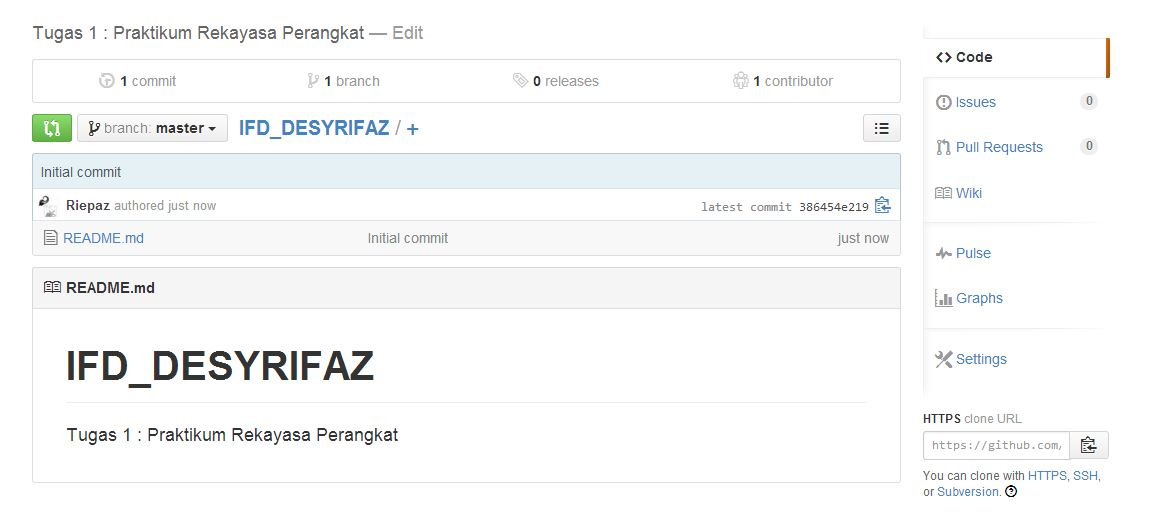 Tugas 1 : Praktikum Rekayasa Perangkat — Edit
1 commit
1 branch
0 releases
1 contributor
branch: master
IFD_DESYRIFAZ / +
Initial commit
Riepaz authored just now
latest commit 386454e219
README.md
Initial commit
just now
README.md
IFD_DESYRIFAZ
Tugas 1 : Praktikum Rekayasa Perangkat
Code
Issues
0
Pull Requests
0
Wiki
Pulse
Graphs
Settings
HTTPS clone URL
https://github.com/
You can clone with HTTPS, SSH,
or Subversion.